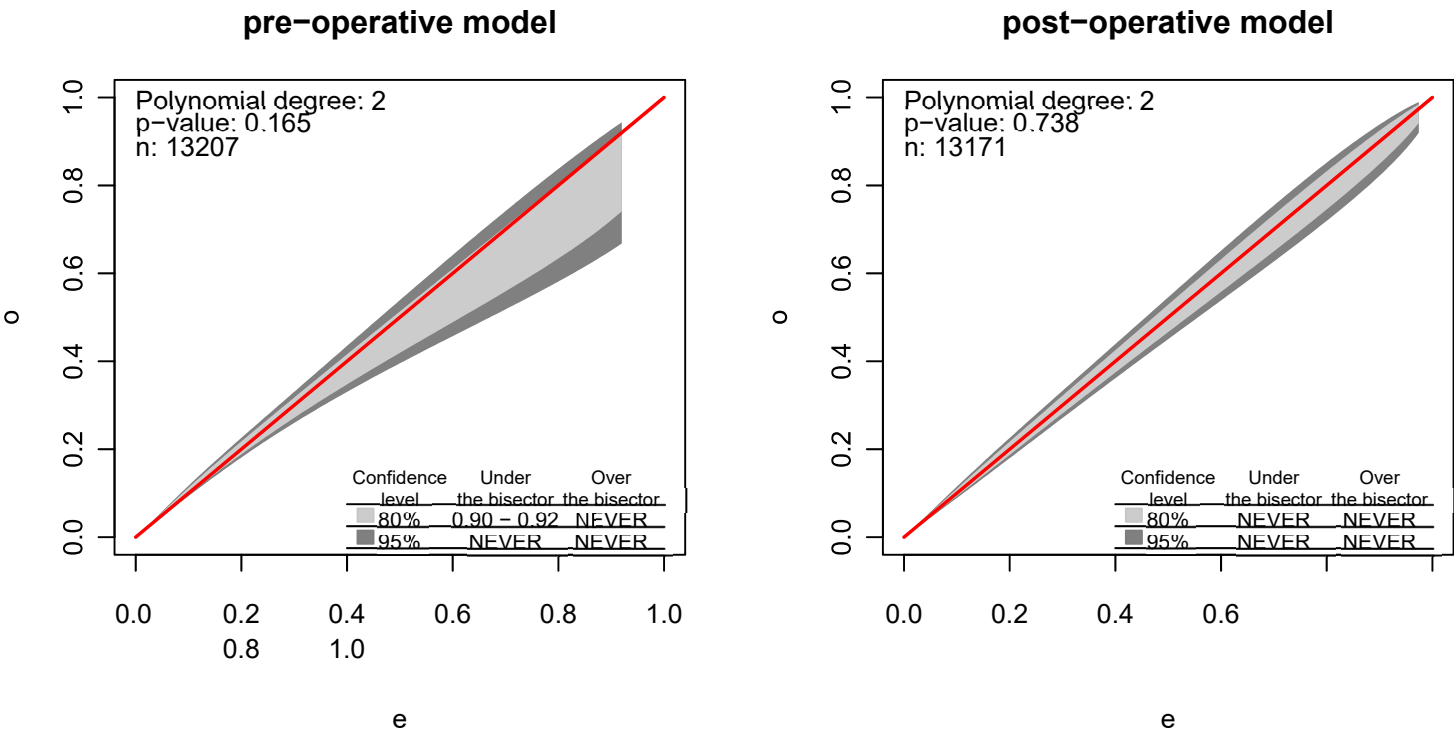 pre−operative model
Polynomial degree: 2
p−value: 0.165
n: 13207
1.0
0.8
0.6
0.4
0.2
0.0
o
Confidence level Under the bisector Over the bisector
80% 0.90 − 0.92 NEVER
95% NEVER NEVER
0.0 0.2 0.4 0.6 0.8 1.0
0.8 1.0
e
post−operative model
Polynomial degree: 2
p−value: 0.738
n: 13171
1.0
0.8
0.6
0.4
0.2
0.0
o
Confidence level Under the bisector Over the bisector
80% NEVER NEVER
95% NEVER NEVER
0.0 0.2 0.4 0.6
e